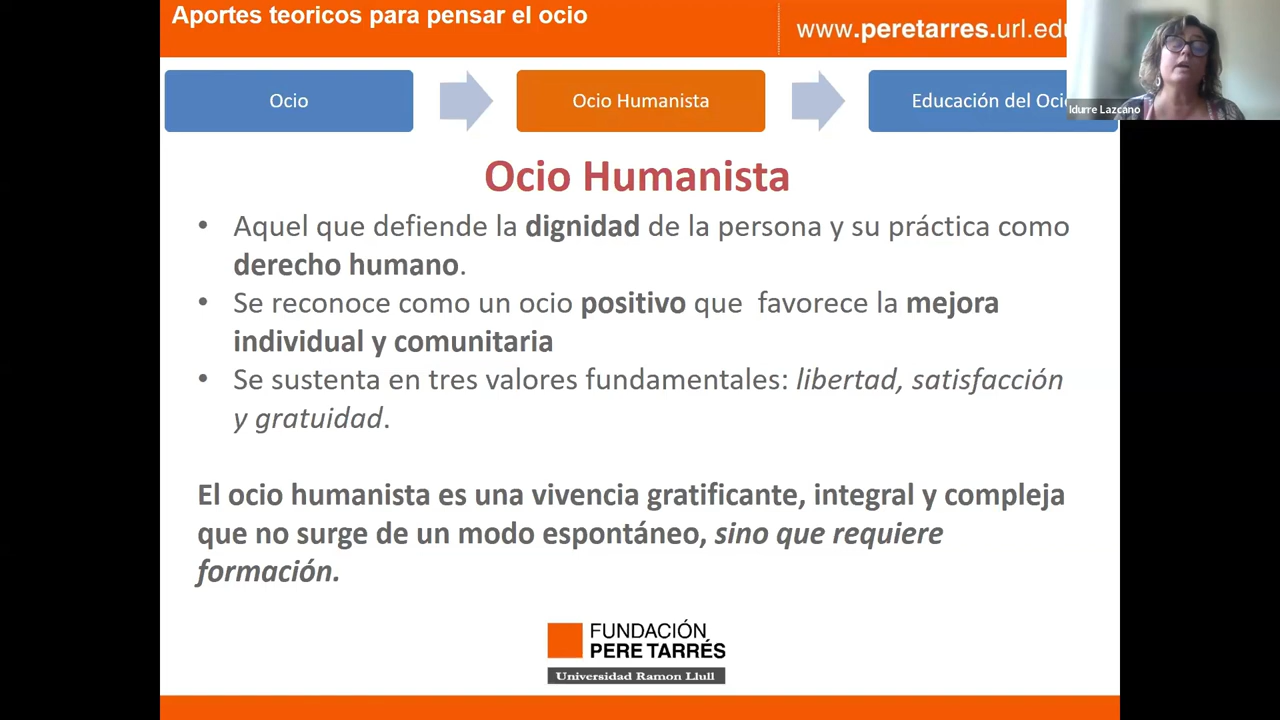 Aportes teoricos para pensar el ocio
www.peretarres.url.edu
Ocio
Ocio Humanista
Educación del Ocio
Idurre Lazcano
Ocio Humanista
• Aquel que defiende la dignidad de la persona y su práctica como
derecho humano.
• Se reconoce como un ocio positivo que favorece la mejora
individual y comunitaria
• Se sustenta en tres valores fundamentales: libertad, satisfacción
y gratuidad.
El ocio humanista es una vivencia gratificante, integral y compleja
que no surge de un modo espontáneo, sino que requiere
formación.
FUNDACIÓN
PERE TARRÉS
Universidad Ramon Llull